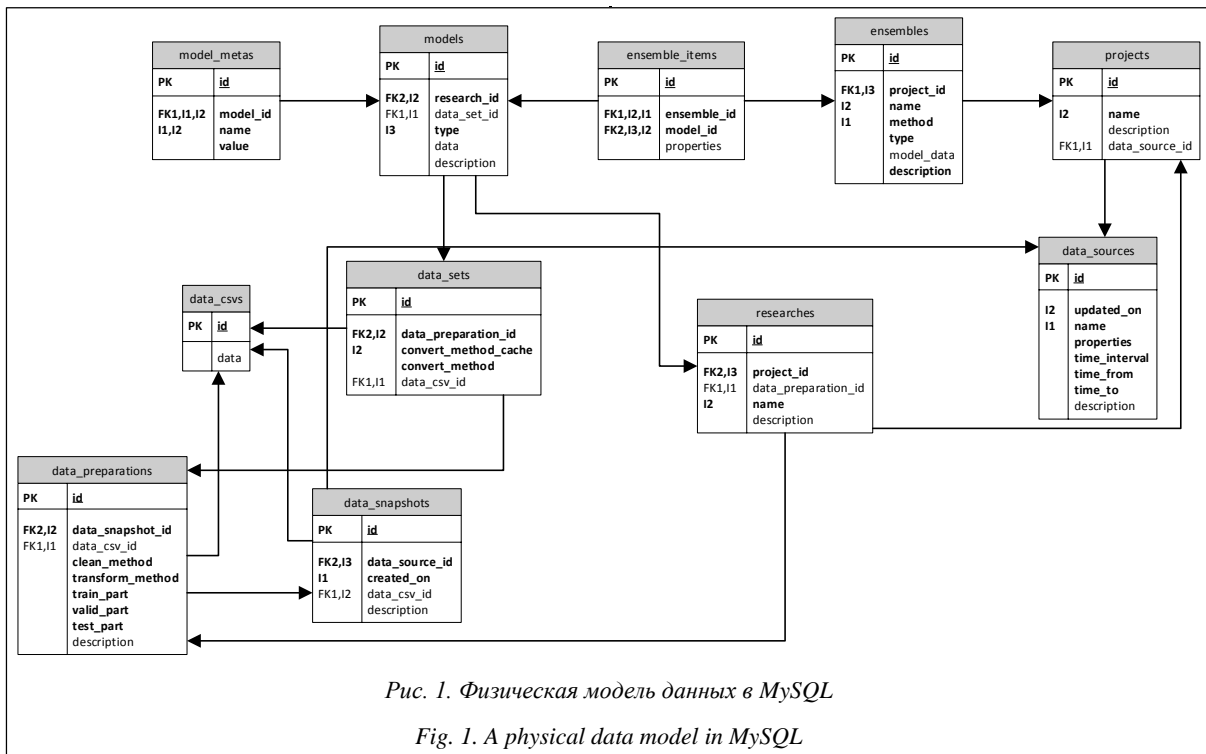 model_metas
PK id
FK1,I1,I2 model_id
I1,I2 name
value
models
PK id
FK2,I2 research_id
FK1,I1 data_set_id
I3 type
data
description
ensemble_items
PK id
FK1,I2,I1 ensemble_id
FK2,I3,I2 model_id
properties
ensembles
PK id
FK1,I3 project_id
I2 name
I1 method
type
model_data
description
projects
PK id
I2 name
description
FK1,I1 data_source_id
data_csvs
PK id
data
data_sets
PK id
FK2,I2 data_preparation_id
I2 convert_method_cache
convert_method
FK1,I1 data_csv_id
researches
PK id
FK2,I3 project_id
FK1,I1 data_preparation_id
I2 name
description
data_sources
PK id
I2 updated_on
I1 name
properties
time_interval
time_from
time_to
description
data_preparations
PK id
FK2,I2 data_snapshot_id
FK1,I1 data_csv_id
clean_method
transform_method
train_part
valid_part
test_part
description
data_snapshots
PK id
FK2,I3 data_source_id
I1 created_on
FK1,I2 data_csv_id
description
Рис. 1. Физическая модель данных в MySQL
Fig. 1. A physical data model in MySQL